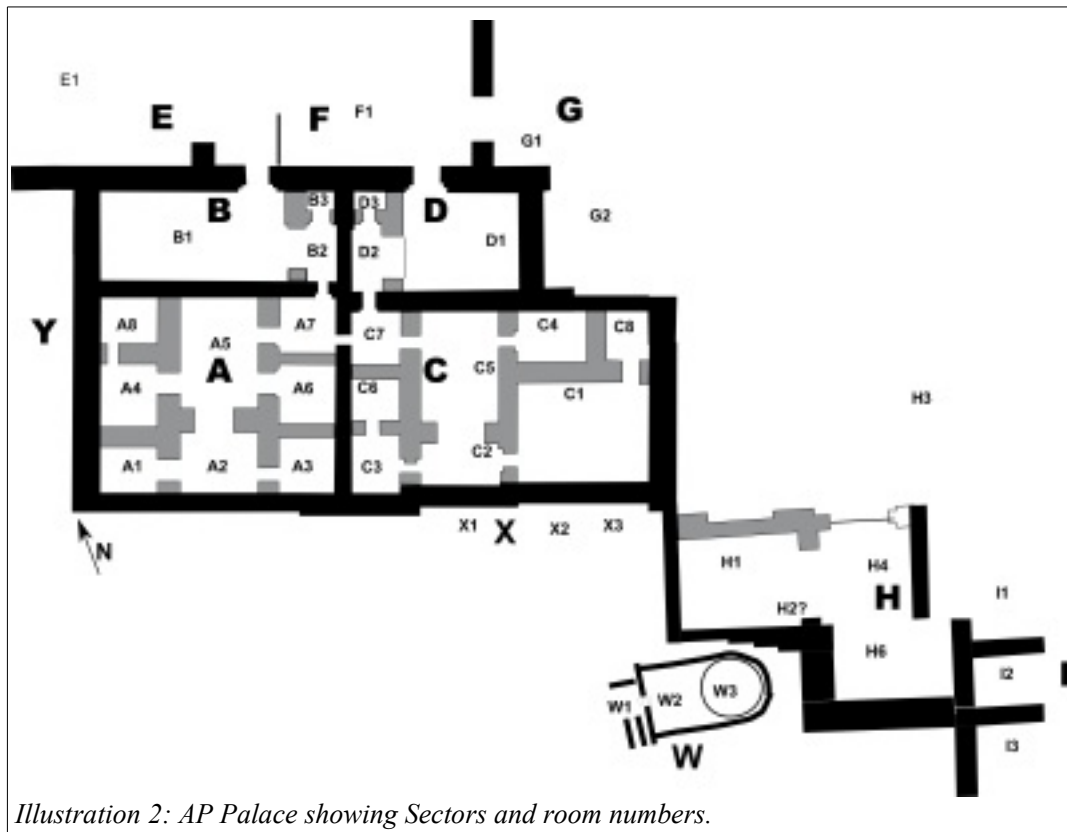 E1
E
F
F1
G
G1
B3
D3
B
D
B1
B2
D2
D1
G2
Y
A8
A5
A7
C7
C4
C8
A
C
C5
A4
A6
C6
C1
H3
A1
A2
A3
C3
C2
N
X1
X
X2
X3
H1
H4
H
I1
H2?
H6
I2
W1
W2
W3
W
I3
Illustration 2: AP Palace showing Sectors and room numbers.